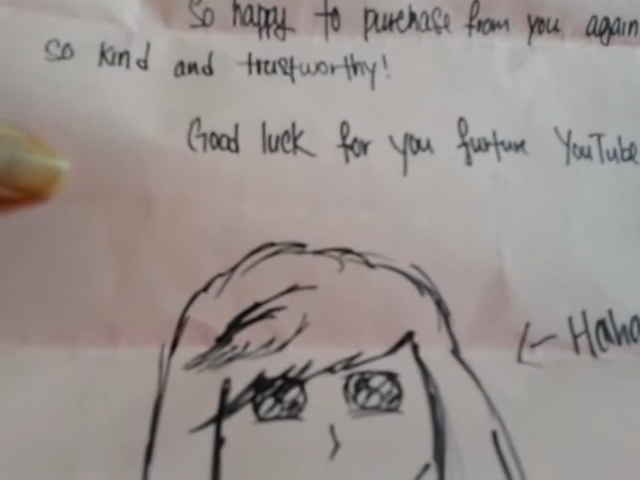 So happy to purchase from you again
so kind and trustworthy!
Good luck for you furture YouTube
← Haha